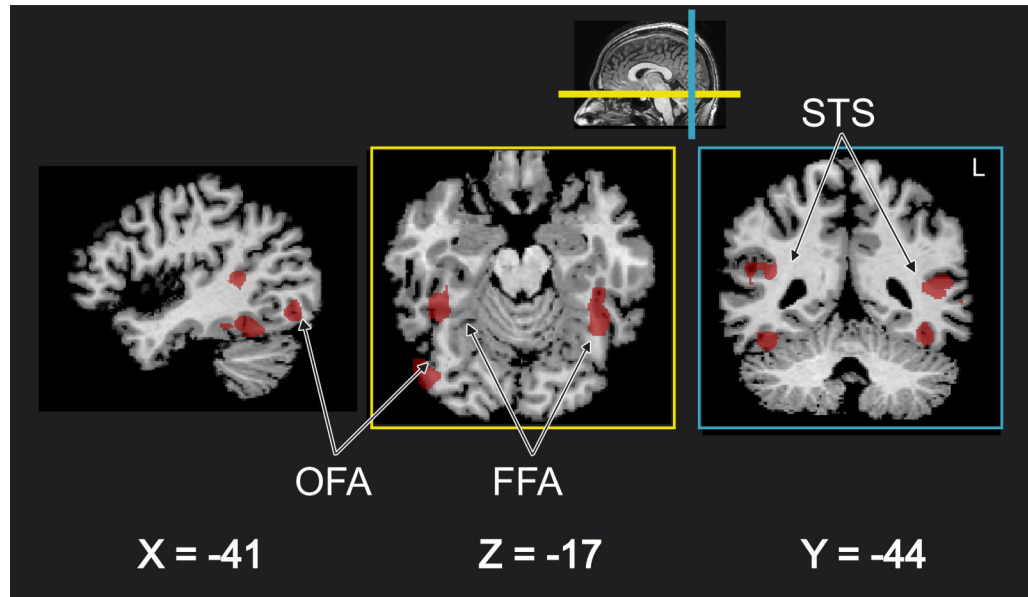 STS
L
OFA
FFA
X = -41
Z = -17
Y = -44